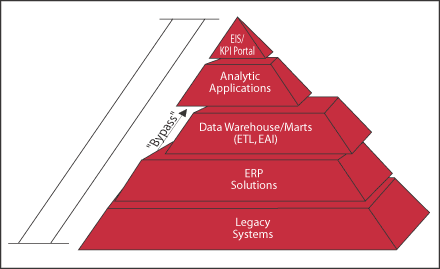 EIS/
KPI Portal
Analytic
Applications
"Bypass"
Data Warehouse/Marts
(ETL, EAI)
ERP
Solutions
Legacy
Systems